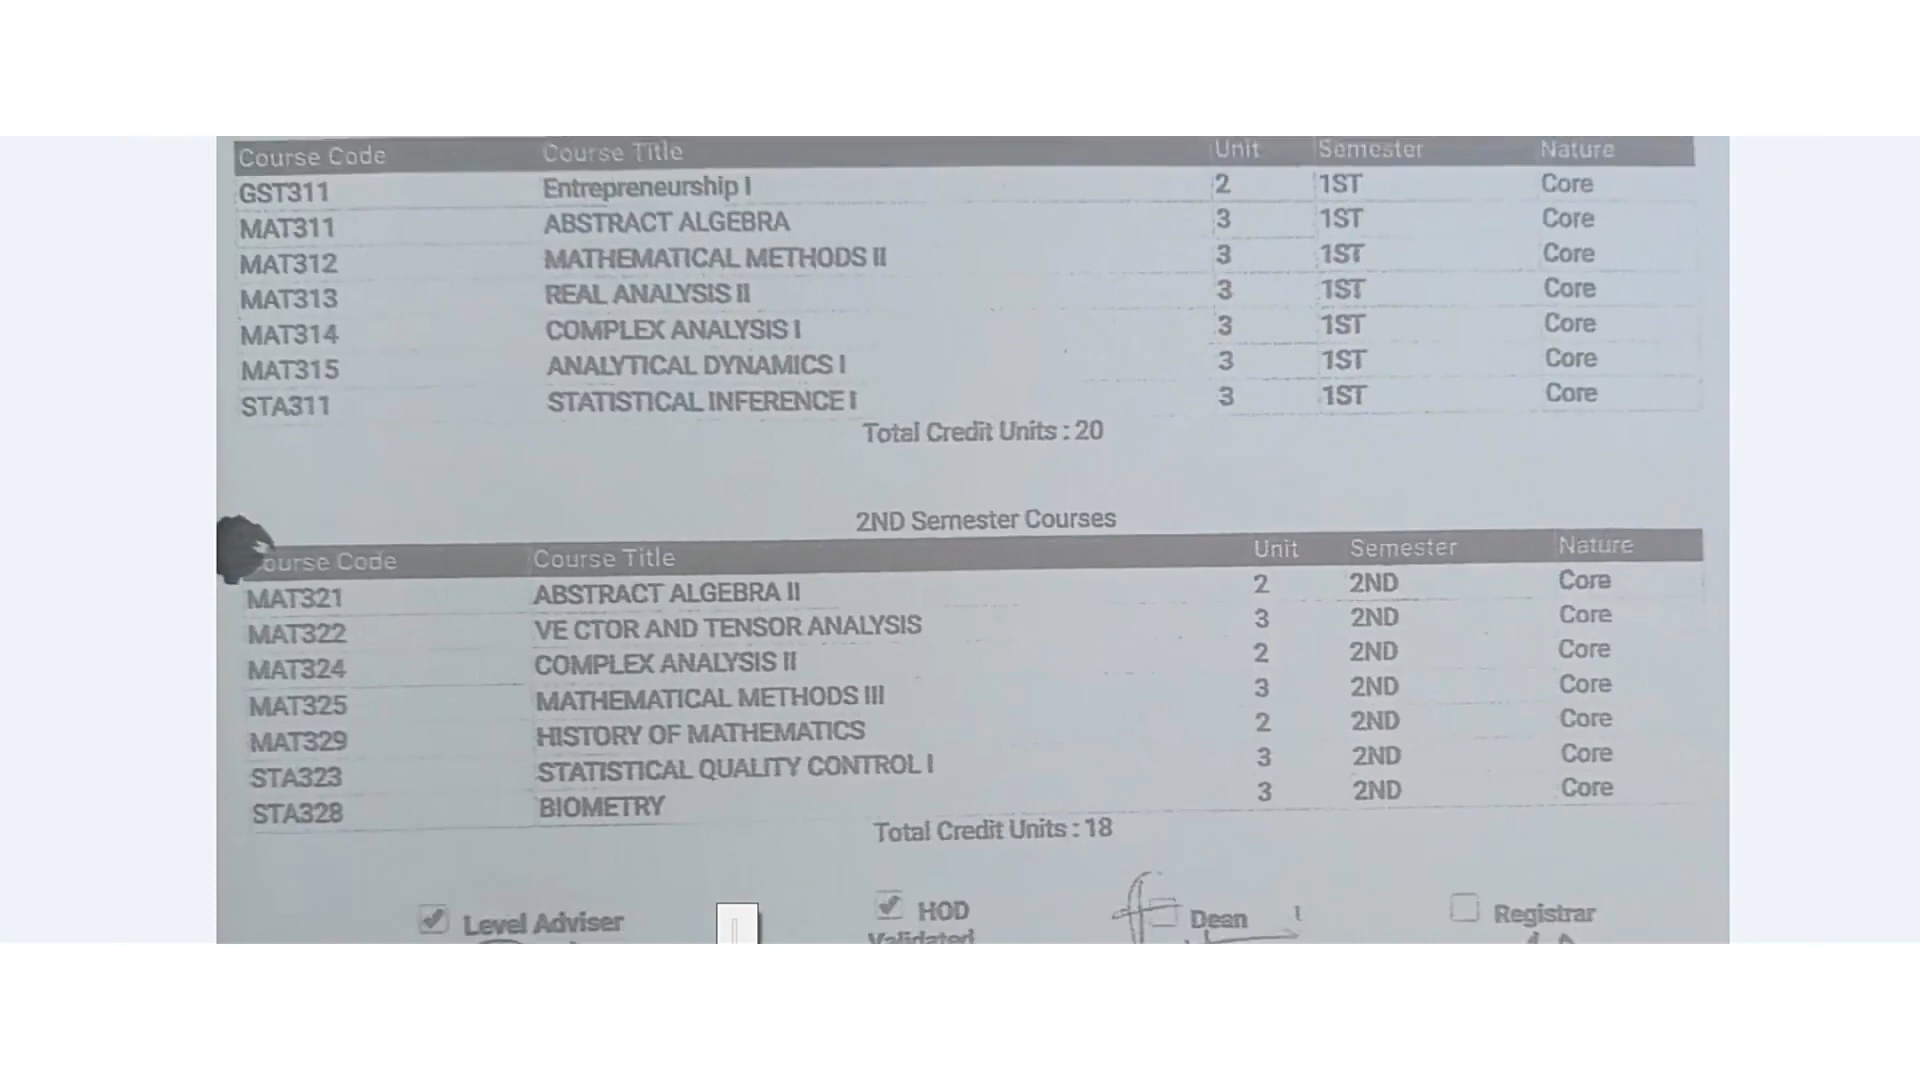 Course Code Course Title Unit Semester Nature
GST311 Entrepreneurship I 2 1ST Core
MAT311 ABSTRACT ALGEBRA 3 1ST Core
MAT312 MATHEMATICAL METHODS II 3 1ST Core
MAT313 REAL ANALYSIS II 3 1ST Core
MAT314 COMPLEX ANALYSIS I 3 1ST Core
MAT315 ANALYTICAL DYNAMICS I 3 1ST Core
STA311 STATISTICAL INFERENCE I 3 1ST Core
Total Credit Units : 20
2ND Semester Courses
ourse Code Course Title Unit Semester Nature
MAT321 ABSTRACT ALGEBRA II 2 2ND Core
MAT322 VE CTOR AND TENSOR ANALYSIS 3 2ND Core
MAT324 COMPLEX ANALYSIS II 2 2ND Core
MAT325 MATHEMATICAL METHODS III 3 2ND Core
MAT329 HISTORY OF MATHEMATICS 2 2ND Core
STA323 STATISTICAL QUALITY CONTROL I 3 2ND Core
STA328 BIOMETRY 3 2ND Core
Total Credit Units : 18
Level Adviser HOD Dean Registrar
Validated